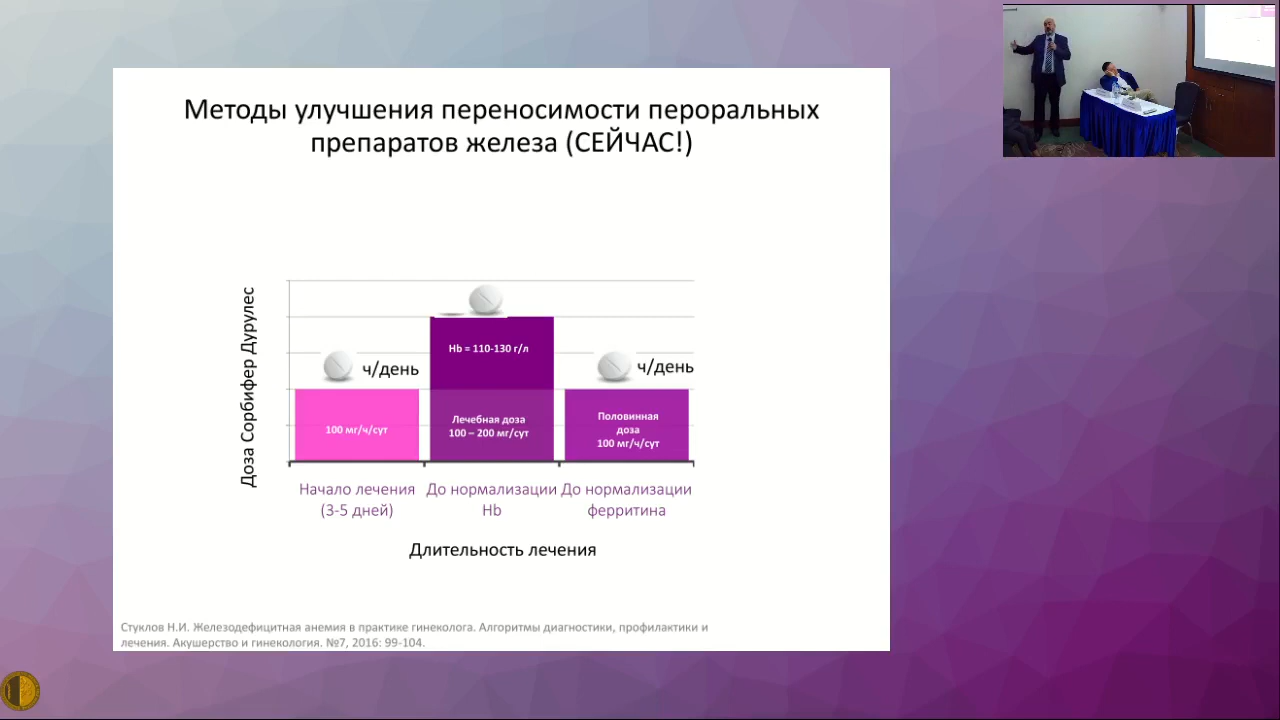 Методы улучшения переносимости пероральных
препаратов железа (СЕЙЧАС!)
Доза Сорбифер Дурулес
ч/день
ч/день
Hb = 110-130 г/л
100 мг/ч/сут
Лечебная доза
100 – 200 мг/сут
Половинная
доза
100 мг/ч/сут
Начало лечения
(3-5 дней)
До нормализации
Hb
До нормализации
ферритина
Длительность лечения
Стуклов Н.И. Железодефицитная анемия в практике гинеколога. Алгоритмы диагностики, профилактики и
лечения. Акушерство и гинекология. №7, 2016: 99-104.